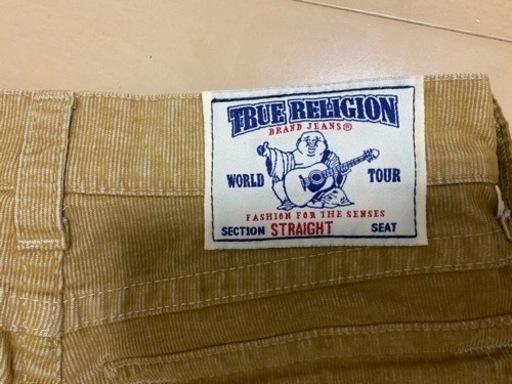 TRUE RELIGION
BRAND JEANS®
WORLD TOUR
FASHION FOR THE SENSES
SECTION STRAIGHT SEAT